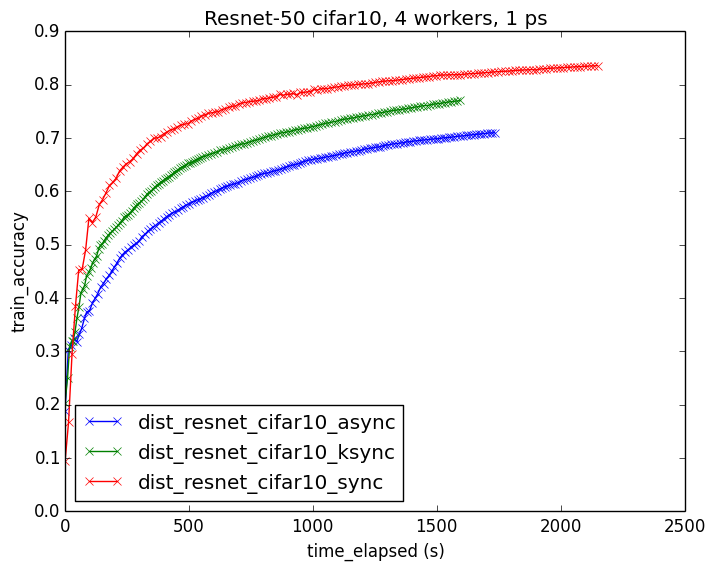 Resnet-50 cifar10, 4 workers, 1 ps
0.9
0.8
0.7
0.6
0.5
0.4
0.3
0.2
0.1
0.0
train_accuracy
dist_resnet_cifar10_async
dist_resnet_cifar10_ksync
dist_resnet_cifar10_sync
0 500 1000 1500 2000 2500
time_elapsed (s)